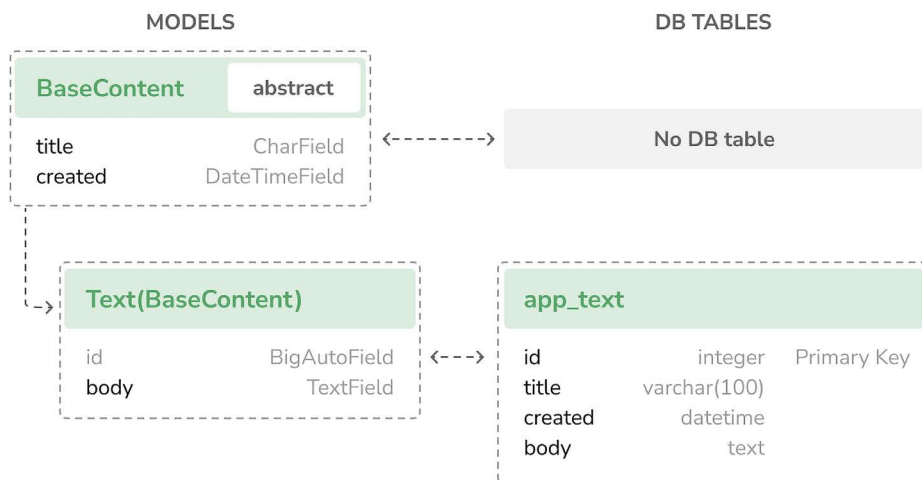 MODELS
DB TABLES
BaseContent abstract
title CharField
created DateTimeField
No DB table
Text(BaseContent)
id BigAutoField
body TextField
app_text
id integer Primary Key
title varchar(100)
created datetime
body text